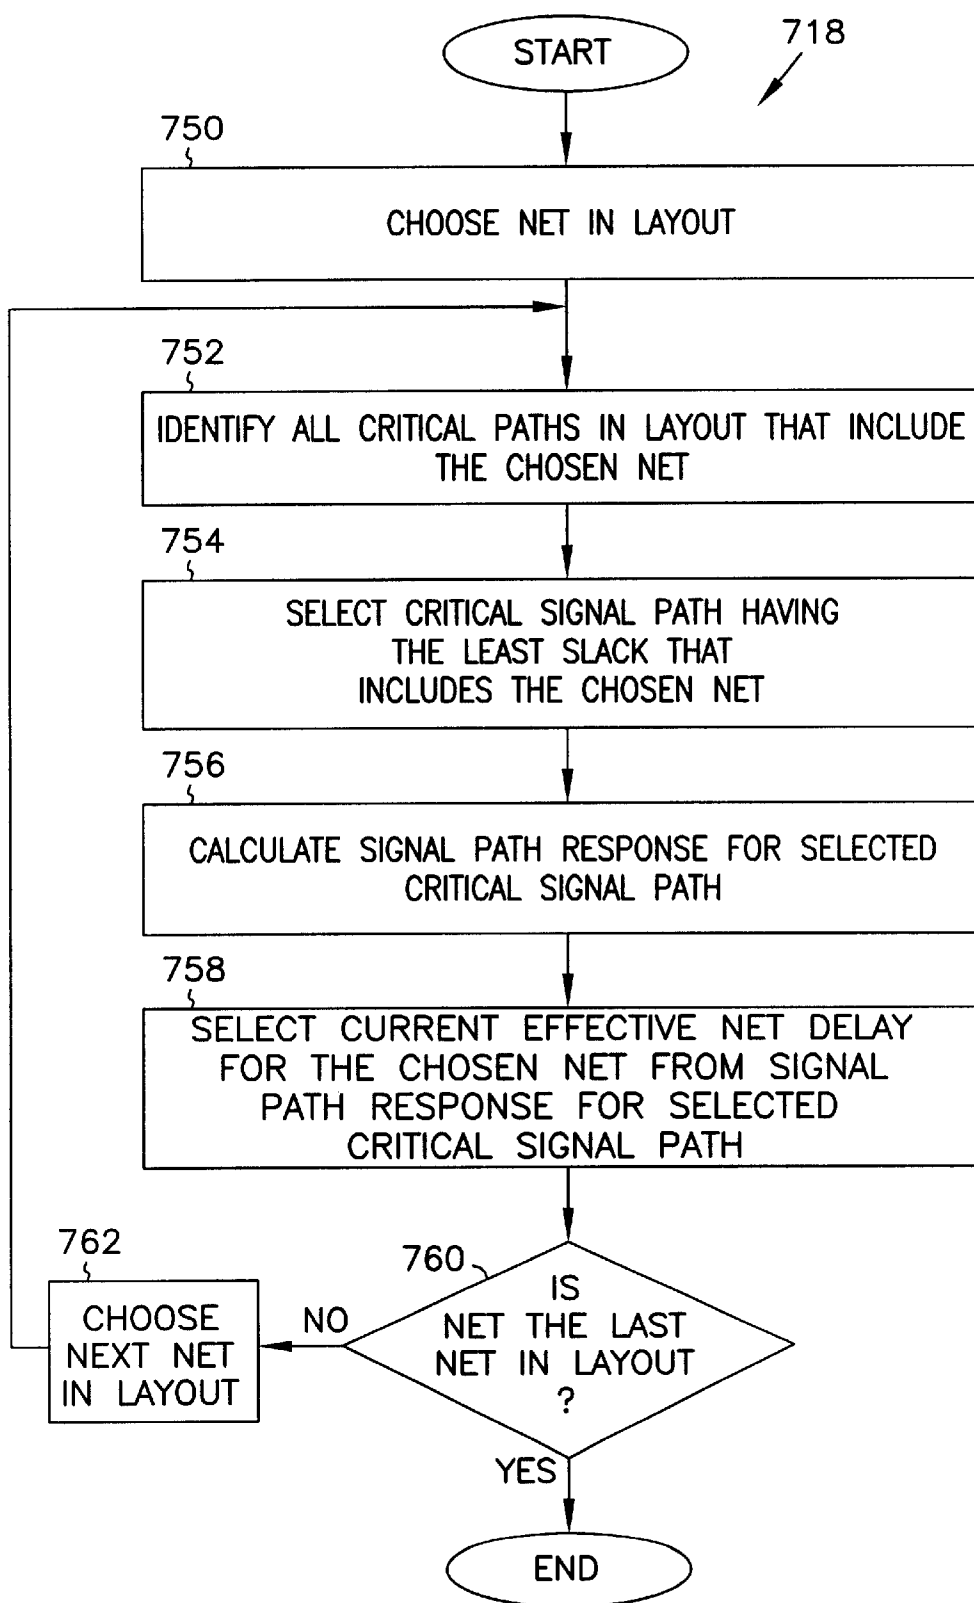 START
718
750
CHOOSE NET IN LAYOUT
752
IDENTIFY ALL CRITICAL PATHS IN LAYOUT THAT INCLUDE
THE CHOSEN NET
754
SELECT CRITICAL SIGNAL PATH HAVING
THE LEAST SLACK THAT
INCLUDES THE CHOSEN NET
756
CALCULATE SIGNAL PATH RESPONSE FOR SELECTED
CRITICAL SIGNAL PATH
758
SELECT CURRENT EFFECTIVE NET DELAY
FOR THE CHOSEN NET FROM SIGNAL
PATH RESPONSE FOR SELECTED
CRITICAL SIGNAL PATH
760
IS
NET THE LAST
NET IN LAYOUT
?
NO
762
CHOOSE
NEXT NET
IN LAYOUT
YES
END